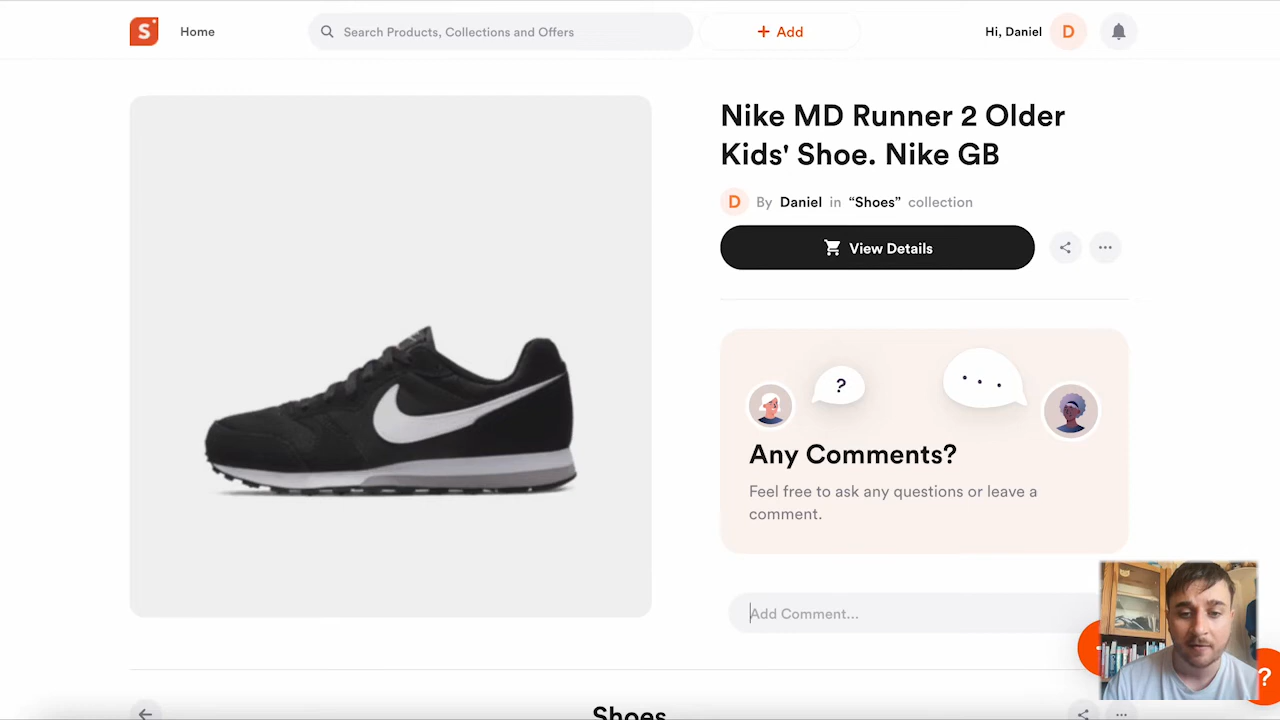 S
Home
Search Products, Collections and Offers
+ Add
Hi, Daniel
D
Nike MD Runner 2 Older
Kids' Shoe. Nike GB
D By Daniel in “Shoes” collection
View Details
?
Any Comments?
Feel free to ask any questions or leave a
comment.
Add Comment...
?
Shoes